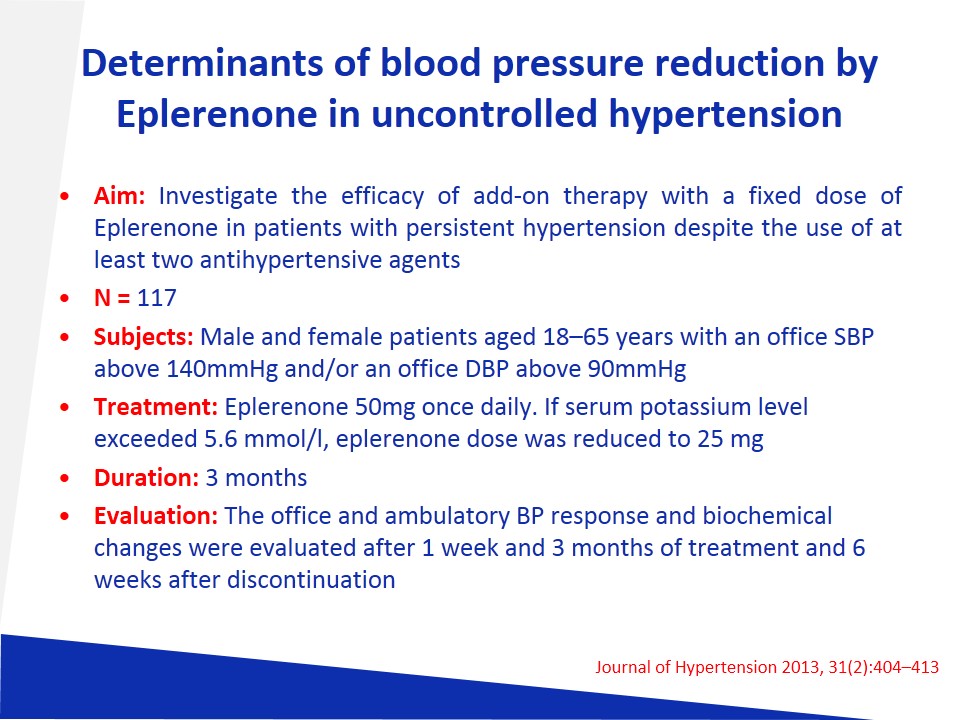 Determinants of blood pressure reduction by
Eplerenone in uncontrolled hypertension
• Aim: Investigate the efficacy of add-on therapy with a fixed dose of
Eplerenone in patients with persistent hypertension despite the use of at
least two antihypertensive agents
• N = 117
• Subjects: Male and female patients aged 18–65 years with an office SBP
above 140mmHg and/or an office DBP above 90mmHg
• Treatment: Eplerenone 50mg once daily. If serum potassium level
exceeded 5.6 mmol/l, eplerenone dose was reduced to 25 mg
• Duration: 3 months
• Evaluation: The office and ambulatory BP response and biochemical
changes were evaluated after 1 week and 3 months of treatment and 6
weeks after discontinuation
Journal of Hypertension 2013, 31(2):404–413